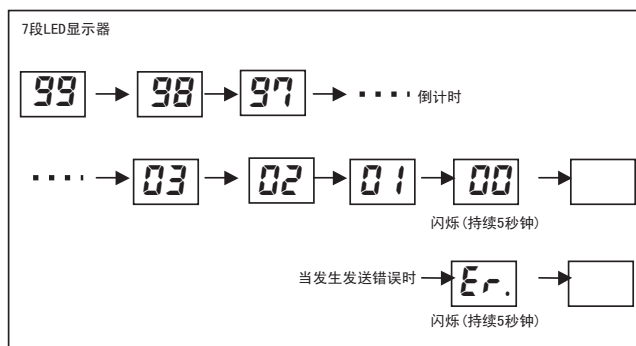 7段LED显示器
99 98 97 ···· 倒计时
···· 03 02 01 00
闪烁(持续5秒钟)
当发生发送错误时 Er.
闪烁(持续5秒钟)